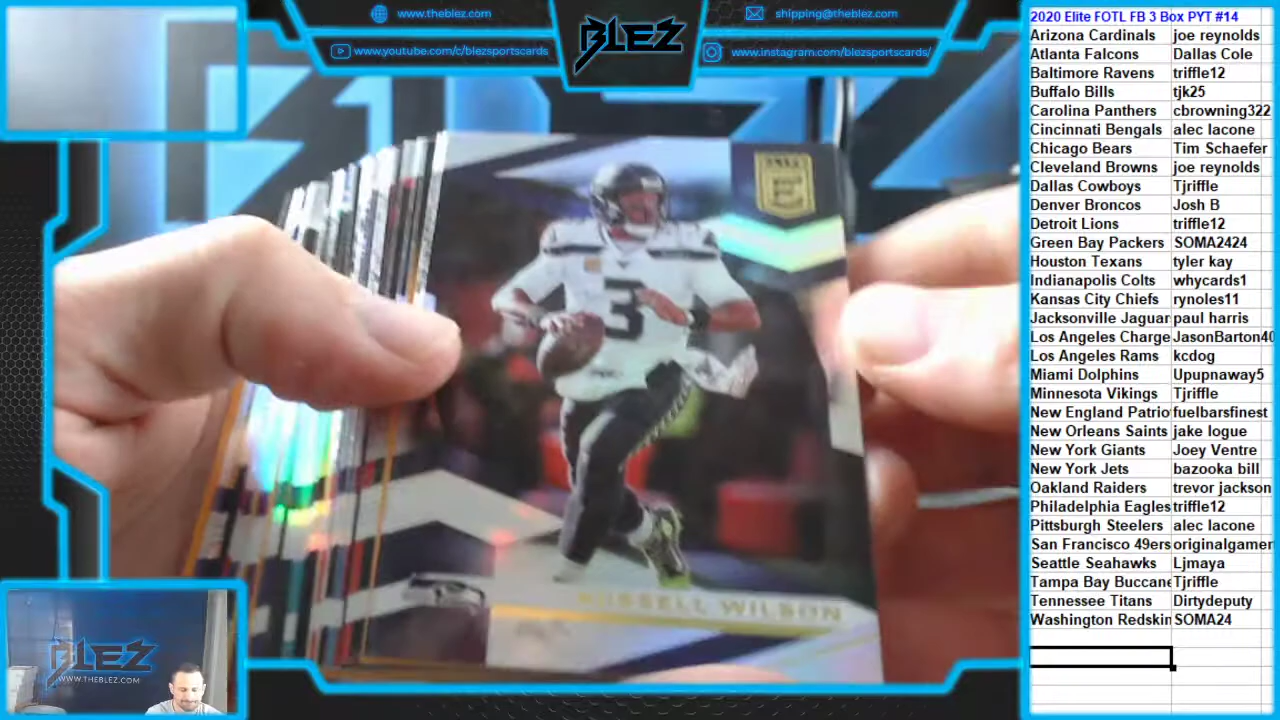 www.theblez.com
www.youtube.com/c/blezsportscards
BLEZ
shipping@theblez.com
www.instagram.com/blezsportscards/
ELITE
3
RUSSELL WILSON
BLEZ
WWW.THEBLEZ.COM
2020 Elite FOTL FB 3 Box PYT #14
Arizona Cardinals joe reynolds
Atlanta Falcons Dallas Cole
Baltimore Ravens triffle12
Buffalo Bills tjk25
Carolina Panthers cbrowning322
Cincinnati Bengals alec lacone
Chicago Bears Tim Schaefer
Cleveland Browns joe reynolds
Dallas Cowboys Tjriffle
Denver Broncos Josh B
Detroit Lions triffle12
Green Bay Packers SOMA2424
Houston Texans tyler kay
Indianapolis Colts whycards1
Kansas City Chiefs rynoles11
Jacksonville Jaguar paul harris
Los Angeles Charge JasonBarton40
Los Angeles Rams kcdog
Miami Dolphins Upupnaway5
Minnesota Vikings Tjriffle
New England Patrio fuelbarsfinest
New Orleans Saints jake logue
New York Giants Joey Ventre
New York Jets bazooka bill
Oakland Raiders trevor jackson
Philadelphia Eagles triffle12
Pittsburgh Steelers alec lacone
San Francisco 49ers originalgamer
Seattle Seahawks Ljmaya
Tampa Bay Buccane Tjriffle
Tennessee Titans Dirtydeputy
Washington Redskin SOMA24